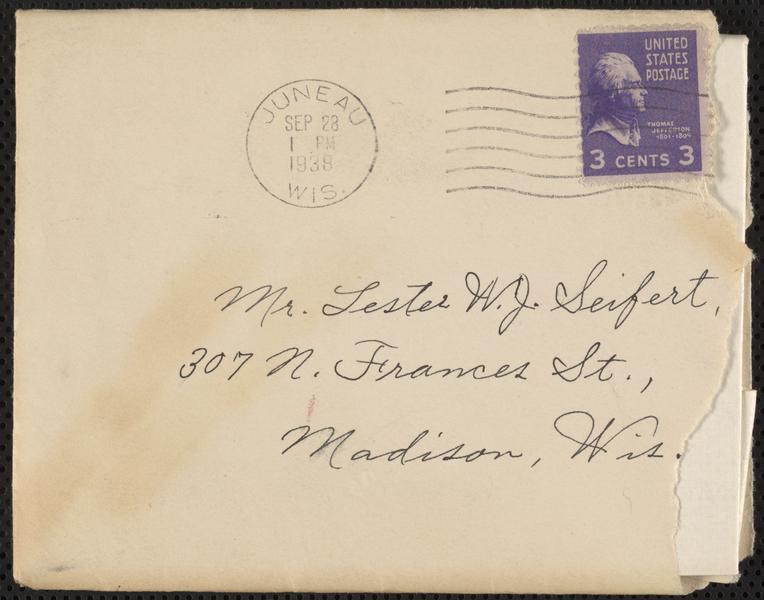 JUNEAU
SEP 28
1 PM
1938
WIS.
UNITED
STATES
POSTAGE
THOMAS
JEFFERSON
1801-1809
3 CENTS 3
Mr. Lester W.J. Seifert,
307 N. Frances St.,
Madison, Wis.